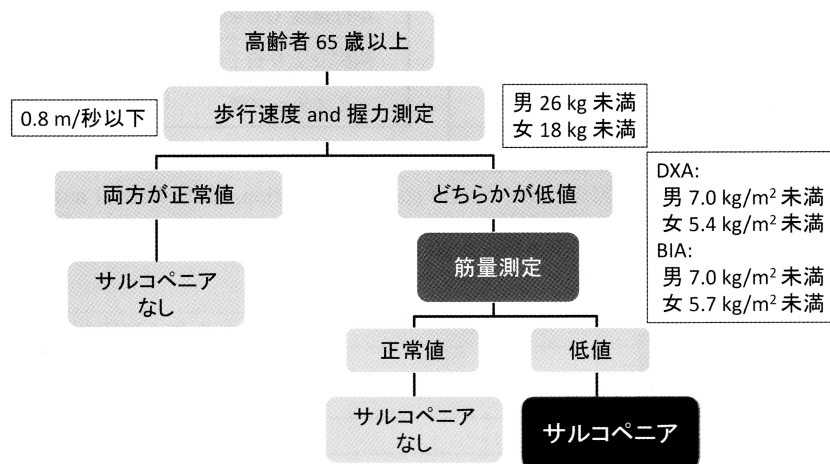 高齢者 65 歳以上
0.8 m/秒以下
歩行速度 and 握力測定
男 26 kg 未満
女 18 kg 未満
両方が正常値
どちらかが低値
DXA:
男 7.0 kg/m² 未満
女 5.4 kg/m² 未満
BIA:
男 7.0 kg/m² 未満
女 5.7 kg/m² 未満
サルコペニア
なし
筋量測定
正常値
低値
サルコペニア
なし
サルコペニア